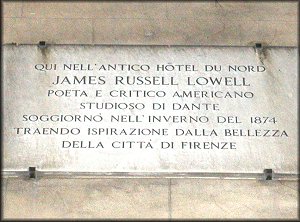 QUI NELL'ANTICO HÔTEL DU NORD
JAMES RUSSELL LOWELL
POETA E CRITICO AMERICANO
STUDIOSO DI DANTE
SOGGIORNÒ NELL'INVERNO DEL 1874
TRAENDO ISPIRAZIONE DALLA BELLEZZA
DELLA CITTÁ DI FIRENZE